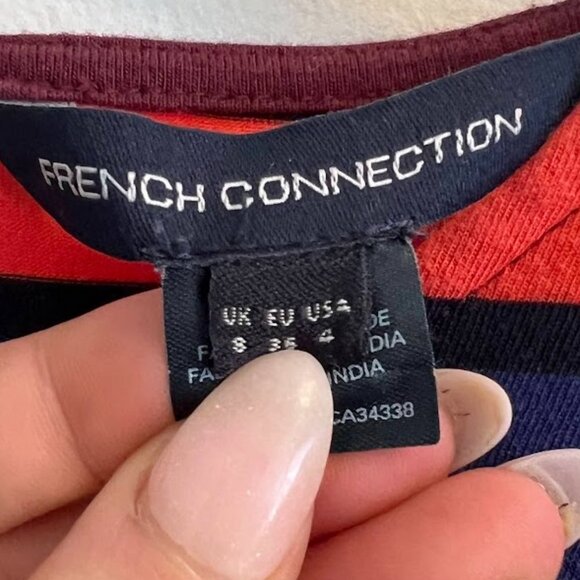 FRENCH CONNECTION
UK EU USA
8 36 4
INDIA
CA34338